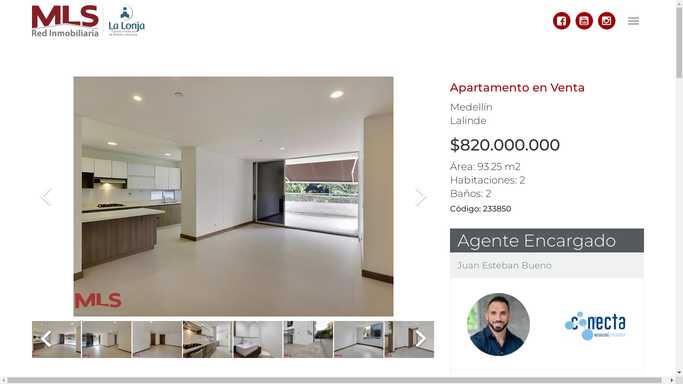 MLS
Red Inmobiliaria
La Lonja
Apartamento en Venta
Medellín
Lalinde
$820.000.000
Área: 93.25 m2
Habitaciones: 2
Baños: 2
Código: 233850
Agente Encargado
Juan Esteban Bueno
MLS
conecta